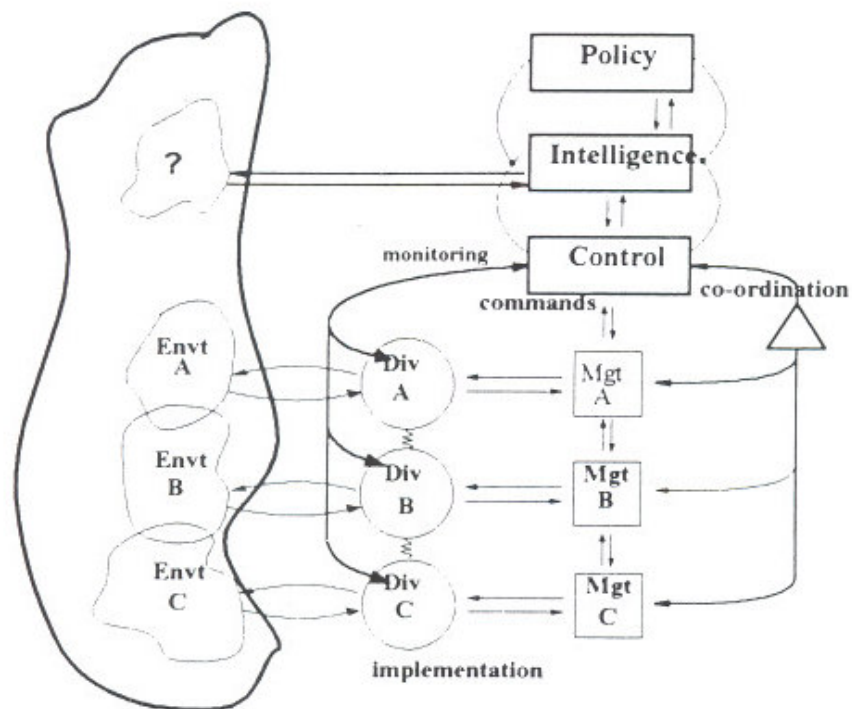 Policy
?
Intelligence.
monitoring
Control
commands
co-ordination
Envt
A
Div
A
Mgt
A
Envt
B
Div
B
Mgt
B
Envt
C
Div
C
Mgt
C
implementation